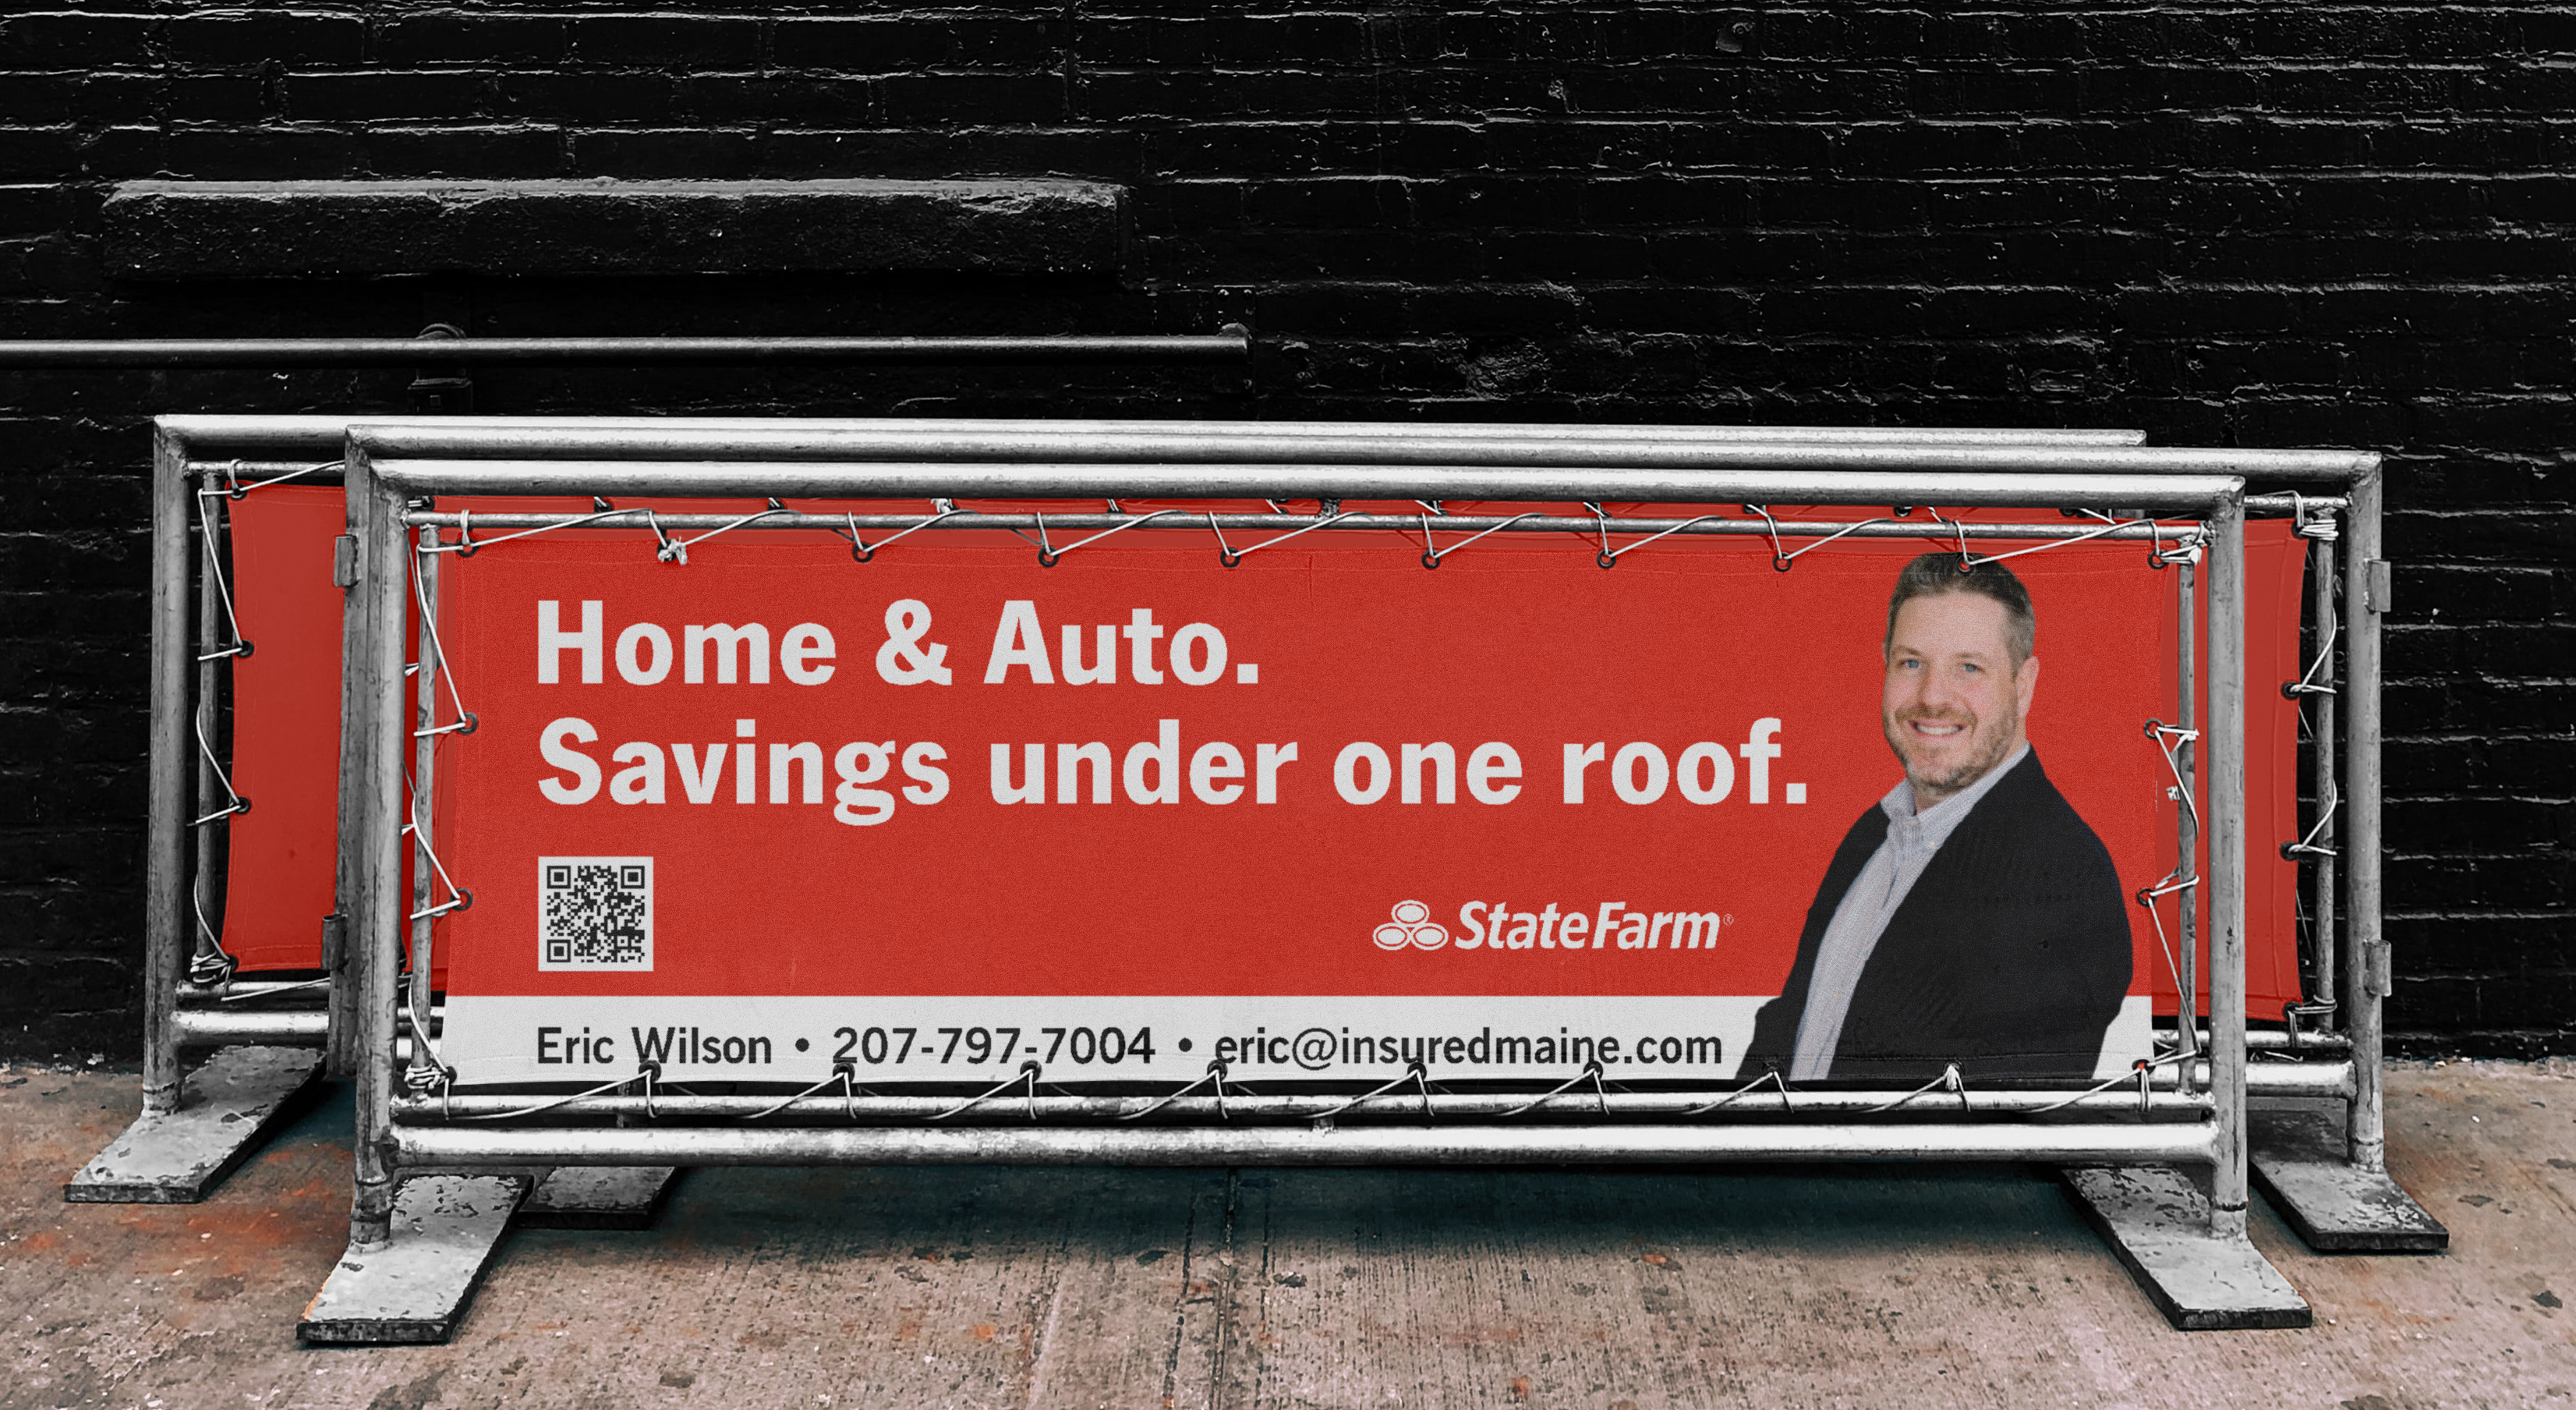 Home & Auto.
Savings under one roof.
StateFarm®
Eric Wilson • 207-797-7004 • eric@insuredmaine.com